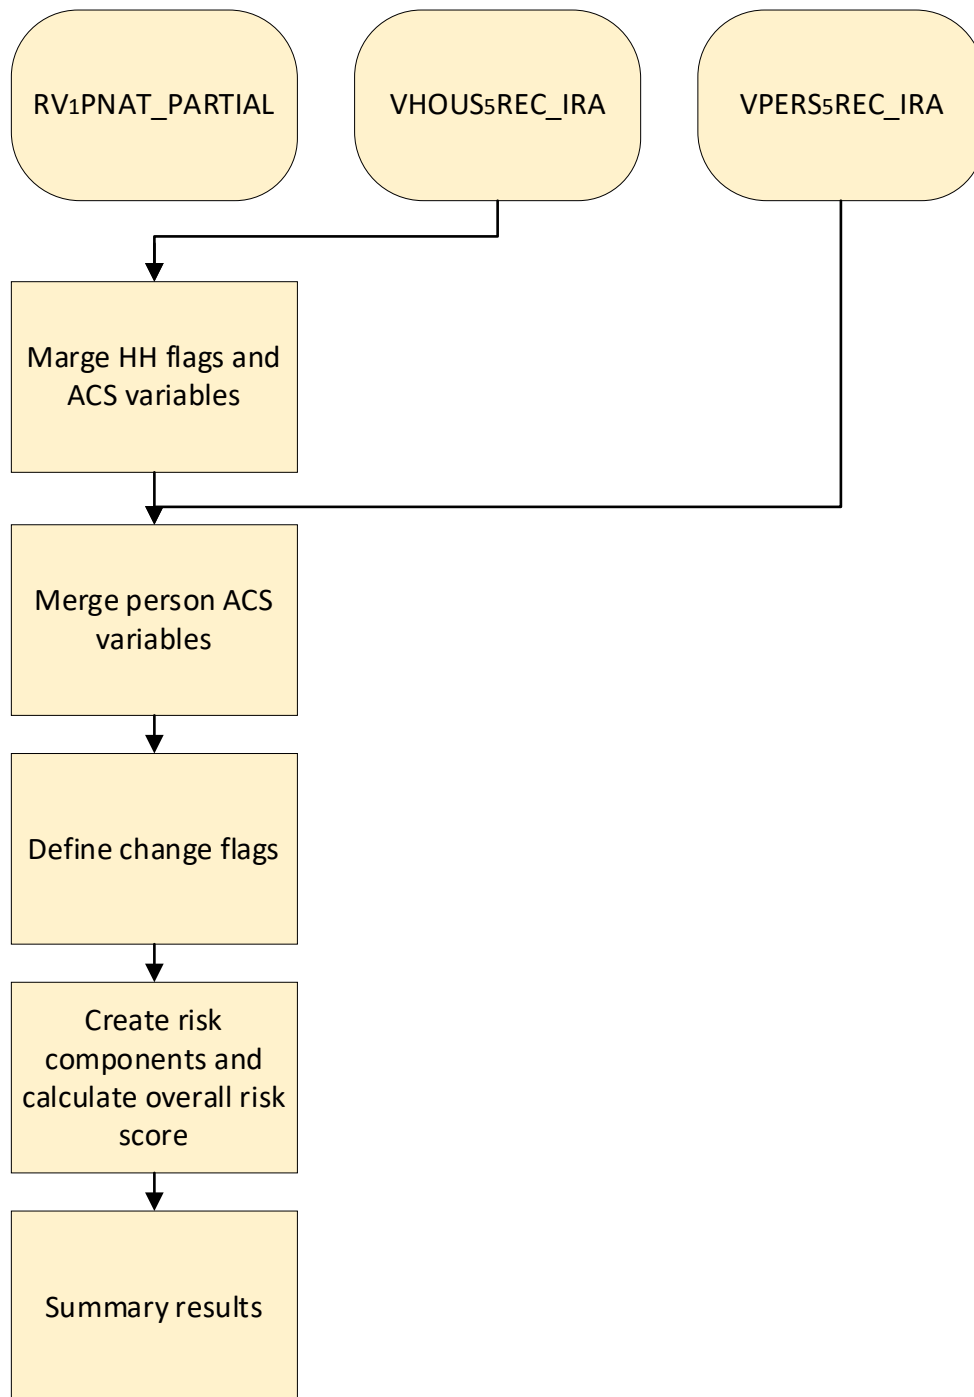 RV1PNAT_PARTIAL
VHOUS5REC_IRA
VPERS5REC_IRA
Marge HH flags and
ACS variables
Merge person ACS
variables
Define change flags
Create risk
components and
calculate overall risk
score
Summary results